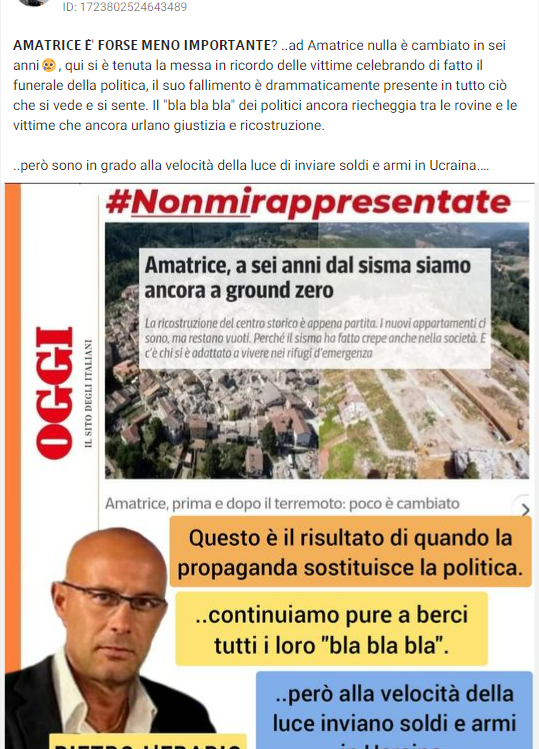 ID: 1723802524643489
AMATRICE É' FORSE MENO IMPORTANTE? ..ad Amatrice nulla è cambiato in sei
anni😢, qui si è tenuta la messa in ricordo delle vittime celebrando di fatto il
funerale della politica, il suo fallimento è drammaticamente presente in tutto ciò
che si vede e si sente. Il "bla bla bla" dei politici ancora riecheggia tra le rovine e le
vittime che ancora urlano giustizia e ricostruzione.
..però sono in grado alla velocità della luce di inviare soldi e armi in Ucraina....
#Nonmirappresentate
Amatrice, a sei anni dal sisma siamo
ancora a ground zero
La ricostruzione del centro storico è appena partita. I nuovi appartamenti ci
sono, ma restano vuoti. Perché il sisma ha fatto crepe anche nella società. E
c'è chi si è adattato a vivere nei rifugi d'emergenza
OGGI
IL SITO DEGLI ITALIANI
Amatrice, prima e dopo il terremoto: poco è cambiato
Questo è il risultato di quando la
propaganda sostituisce la politica.
..continuiamo pure a berci
tutti i loro "bla bla bla".
..però alla velocità della
luce inviano soldi e armi